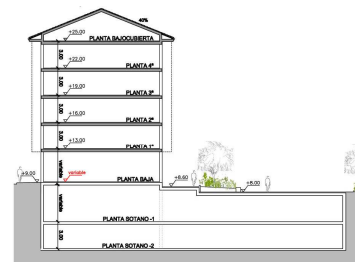 40%
+25.00
PLANTA BAJOCUBIERTA
3.00
+22.00
PLANTA 4ª
3.00
+19.00
PLANTA 3ª
3.00
+16.00
PLANTA 2ª
3.00
+13.00
PLANTA 1ª
variable
+9.00
variable
PLANTA BAJA
+8.60
+8.00
variable
PLANTA SOTANO -1
3.00
PLANTA SOTANO -2